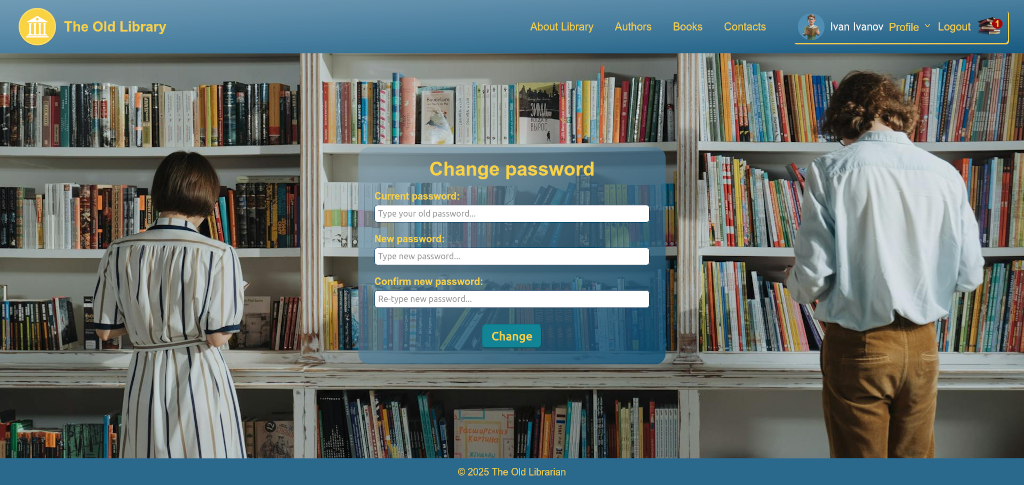 The Old Library
About Library
Authors
Books
Contacts
Ivan Ivanov
Profile
Logout
1
Change password
Current password:
Type your old password...
New password:
Type new password...
Confirm new password:
Re-type new password...
Change
© 2025 The Old Librarian